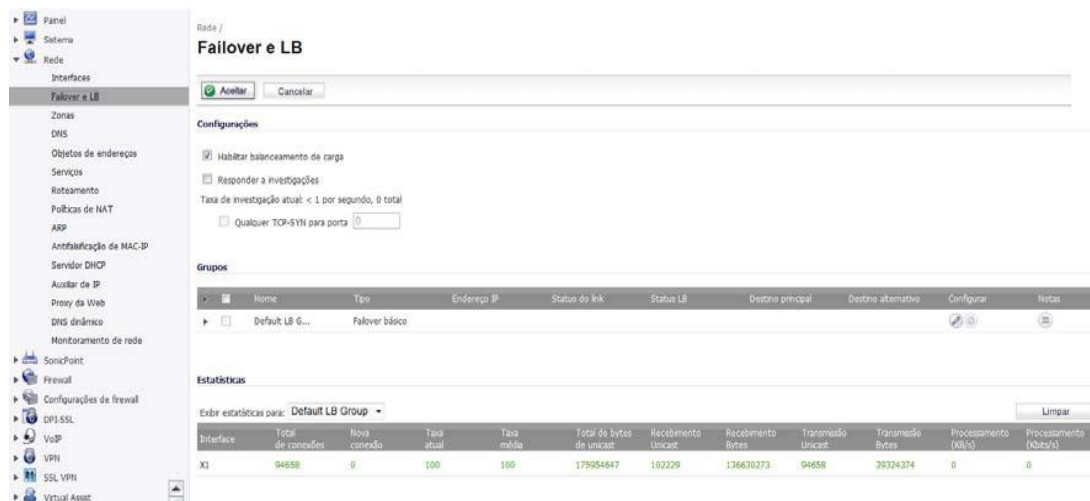 Painel
Sistema
Rede
Interfaces
Failover e LB
Zonas
DNS
Objetos de endereços
Serviços
Roteamento
Políticas de NAT
ARP
Antifalsificação de MAC-IP
Servidor DHCP
Auxiliar de IP
Proxy da Web
DNS dinâmico
Monitoramento de rede
SonicPoint
Firewall
Configurações de firewall
DPI-SSL
VoIP
VPN
SSL VPN
Virtual Assist
Rede /
Failover e LB
Aceitar Cancelar
Configurações
Habilitar balanceamento de carga
Responder a investigações
Taxa de investigação atual: < 1 por segundo, 0 total
Qualquer TCP-SYN para porta 0
Grupos
Nome Tipo Endereço IP Status do link Status LB Destino principal Destino alternativo Configurar Notas
Default LB G... Failover básico
Estatísticas
Exibir estatísticas para: Default LB Group Limpar
Interface Total de conexões Nova conexão Taxa atual Taxa média Total de bytes de unicast Recebimento Unicast Recebimento Bytes Transmissão Unicast Transmissão Bytes Processamento (KB/s) Processamento (Kbits/s)
X1 94658 0 100 100 175954647 102229 136630273 94658 39324374 0 0